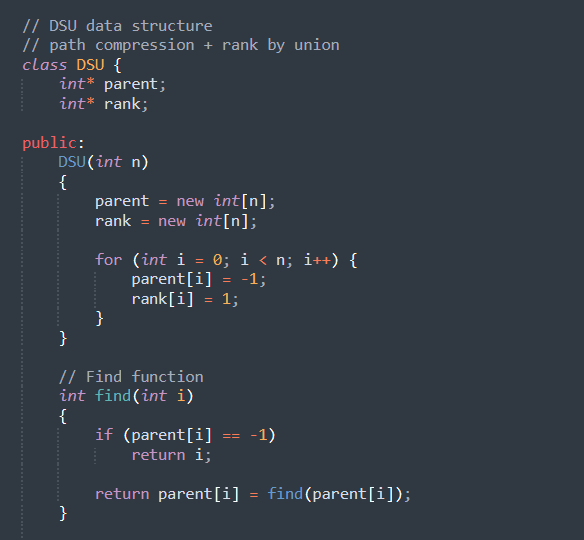 // DSU data structure
// path compression + rank by union
class DSU {
    int* parent;
    int* rank;

public:
    DSU(int n)
    {
        parent = new int[n];
        rank = new int[n];

        for (int i = 0; i < n; i++) {
            parent[i] = -1;
            rank[i] = 1;
        }
    }

    // Find function
    int find(int i)
    {
        if (parent[i] == -1)
            return i;

        return parent[i] = find(parent[i]);
    }